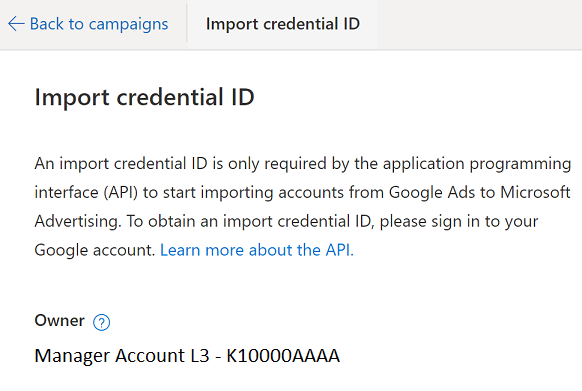 ← Back to campaigns Import credential ID
Import credential ID
An import credential ID is only required by the application programming
interface (API) to start importing accounts from Google Ads to Microsoft
Advertising. To obtain an import credential ID, please sign in to your
Google account. Learn more about the API.
Owner ?
Manager Account L3 - K10000AAAA